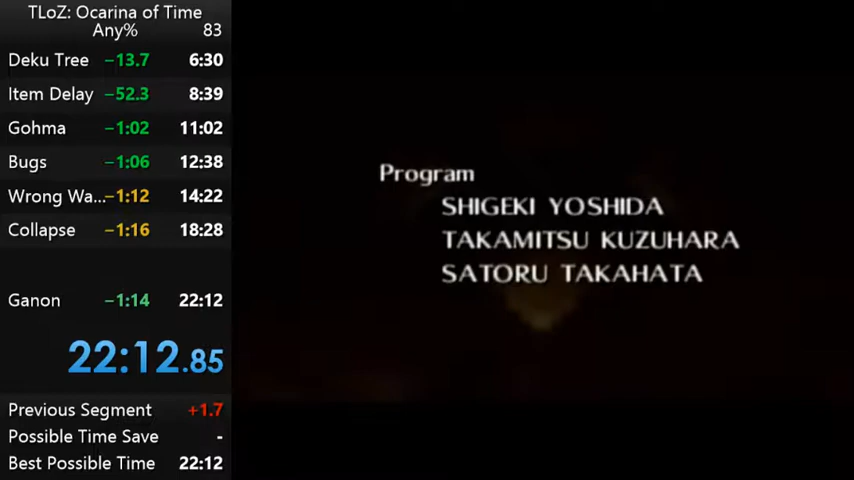 TLoZ: Ocarina of Time
Any% 83
Deku Tree -13.7 6:30
Item Delay -52.3 8:39
Gohma -1:02 11:02
Bugs -1:06 12:38
Wrong Wa... -1:12 14:22
Collapse -1:16 18:28
Ganon -1:14 22:12
22:12.85
Previous Segment +1.7
Possible Time Save -
Best Possible Time 22:12
Program
SHIGEKI YOSHIDA
TAKAMITSU KUZUHARA
SATORU TAKAHATA